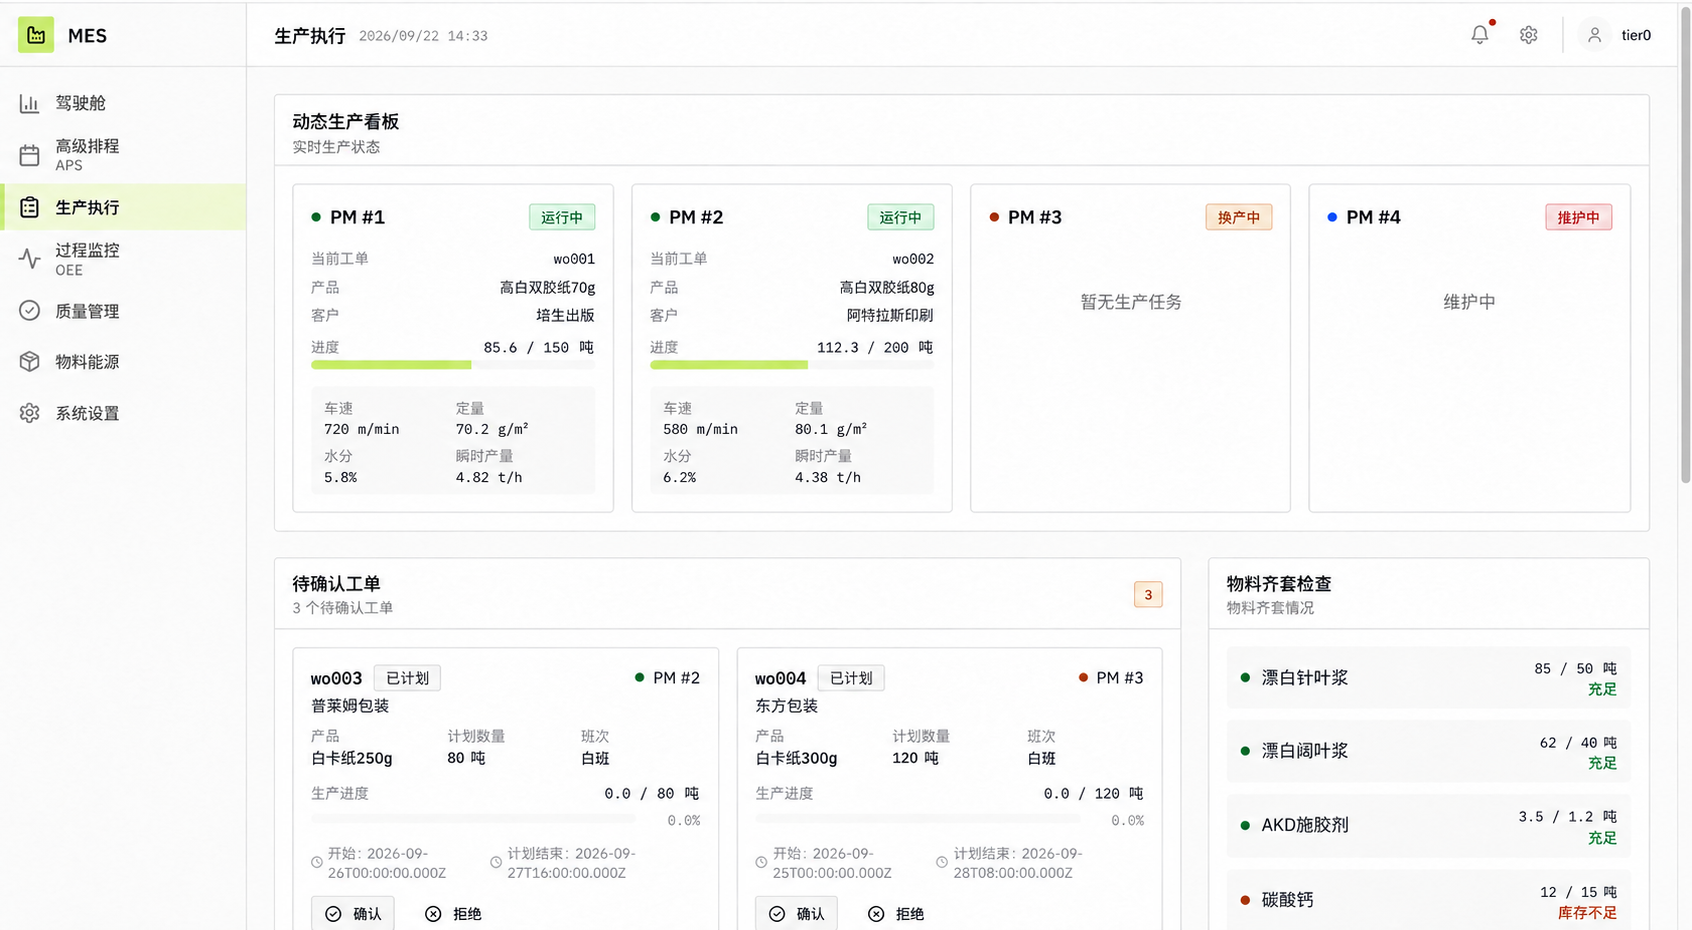 MES
生产执行 2026/09/22 14:33
tier0
驾驶舱
高级排程
APS
生产执行
过程监控
OEE
质量管理
物料能源
系统设置
动态生产看板
实时生产状态
PM #1 运行中
当前工单 wo001
产品 高白双胶纸70g
客户 培生出版
进度 85.6 / 150 吨
车速 定量
720 m/min 70.2 g/m²
水分 瞬时产量
5.8% 4.82 t/h
PM #2 运行中
当前工单 wo002
产品 高白双胶纸80g
客户 阿特拉斯印刷
进度 112.3 / 200 吨
车速 定量
580 m/min 80.1 g/m²
水分 瞬时产量
6.2% 4.38 t/h
PM #3 换产中
暂无生产任务
PM #4 维护中
维护中
待确认工单
3 个待确认工单
3
wo003 已计划 PM #2
普莱姆包装
产品 计划数量 班次
白卡纸250g 80 吨 白班
生产进度 0.0 / 80 吨
0.0%
开始: 2026-09-
26T00:00:00.000Z
计划结束: 2026-09-
27T16:00:00.000Z
确认 拒绝
wo004 已计划 PM #3
东方包装
产品 计划数量 班次
白卡纸300g 120 吨 白班
生产进度 0.0 / 120 吨
0.0%
开始: 2026-09-
25T00:00:00.000Z
计划结束: 2026-09-
28T08:00:00.000Z
确认 拒绝
物料齐套检查
物料齐套情况
漂白针叶浆 85 / 50 吨
充足
漂白阔叶浆 62 / 40 吨
充足
AKD施胶剂 3.5 / 1.2 吨
充足
碳酸钙 12 / 15 吨
库存不足